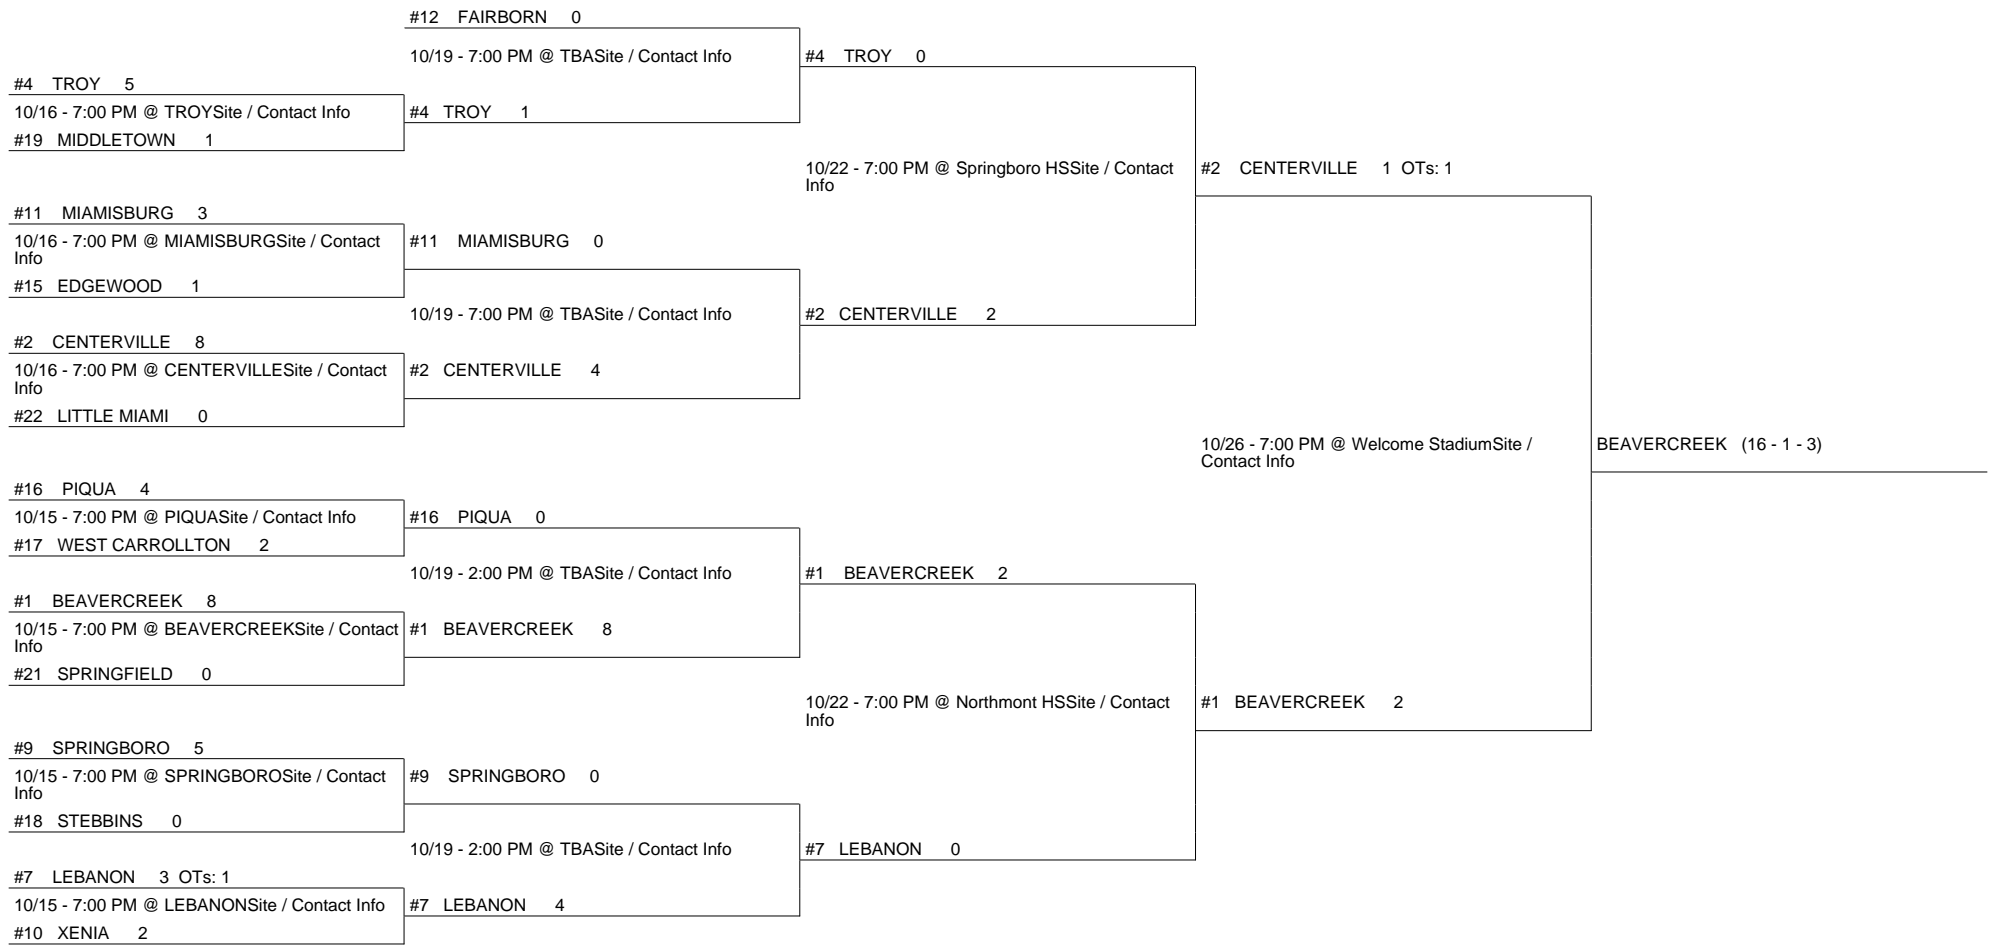 #12 FAIRBORN 0
10/19 - 7:00 PM @ TBASite / Contact Info
#4 TROY 0
#4 TROY 5
10/16 - 7:00 PM @ TROYSite / Contact Info
#4 TROY 1
#19 MIDDLETOWN 1
10/22 - 7:00 PM @ Springboro HSSite / Contact
Info
#2 CENTERVILLE 1 OTs: 1
#11 MIAMISBURG 3
10/16 - 7:00 PM @ MIAMISBURGSite / Contact
Info
#11 MIAMISBURG 0
#15 EDGEWOOD 1
10/19 - 7:00 PM @ TBASite / Contact Info
#2 CENTERVILLE 2
#2 CENTERVILLE 8
10/16 - 7:00 PM @ CENTERVILLESite / Contact
Info
#2 CENTERVILLE 4
#22 LITTLE MIAMI 0
10/26 - 7:00 PM @ Welcome StadiumSite /
Contact Info
BEAVERCREEK (16 - 1 - 3)
#16 PIQUA 4
10/15 - 7:00 PM @ PIQUASite / Contact Info
#16 PIQUA 0
#17 WEST CARROLLTON 2
10/19 - 2:00 PM @ TBASite / Contact Info
#1 BEAVERCREEK 2
#1 BEAVERCREEK 8
10/15 - 7:00 PM @ BEAVERCREEKSite / Contact
Info
#1 BEAVERCREEK 8
#21 SPRINGFIELD 0
10/22 - 7:00 PM @ Northmont HSSite / Contact
Info
#1 BEAVERCREEK 2
#9 SPRINGBORO 5
10/15 - 7:00 PM @ SPRINGBOROSite / Contact
Info
#9 SPRINGBORO 0
#18 STEBBINS 0
10/19 - 2:00 PM @ TBASite / Contact Info
#7 LEBANON 0
#7 LEBANON 3 OTs: 1
10/15 - 7:00 PM @ LEBANONSite / Contact Info
#7 LEBANON 4
#10 XENIA 2